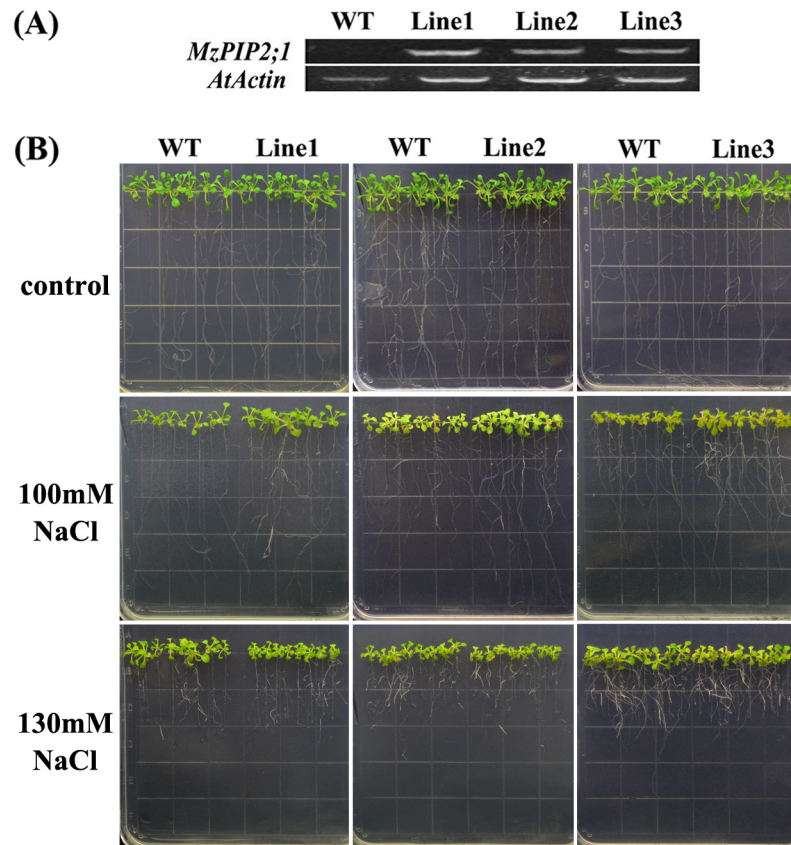 (A)
WT Line1 Line2 Line3
MzPIP2;1
AtActin
(B)
WT Line1 WT Line2 WT Line3
control
100mM
NaCl
130mM
NaCl